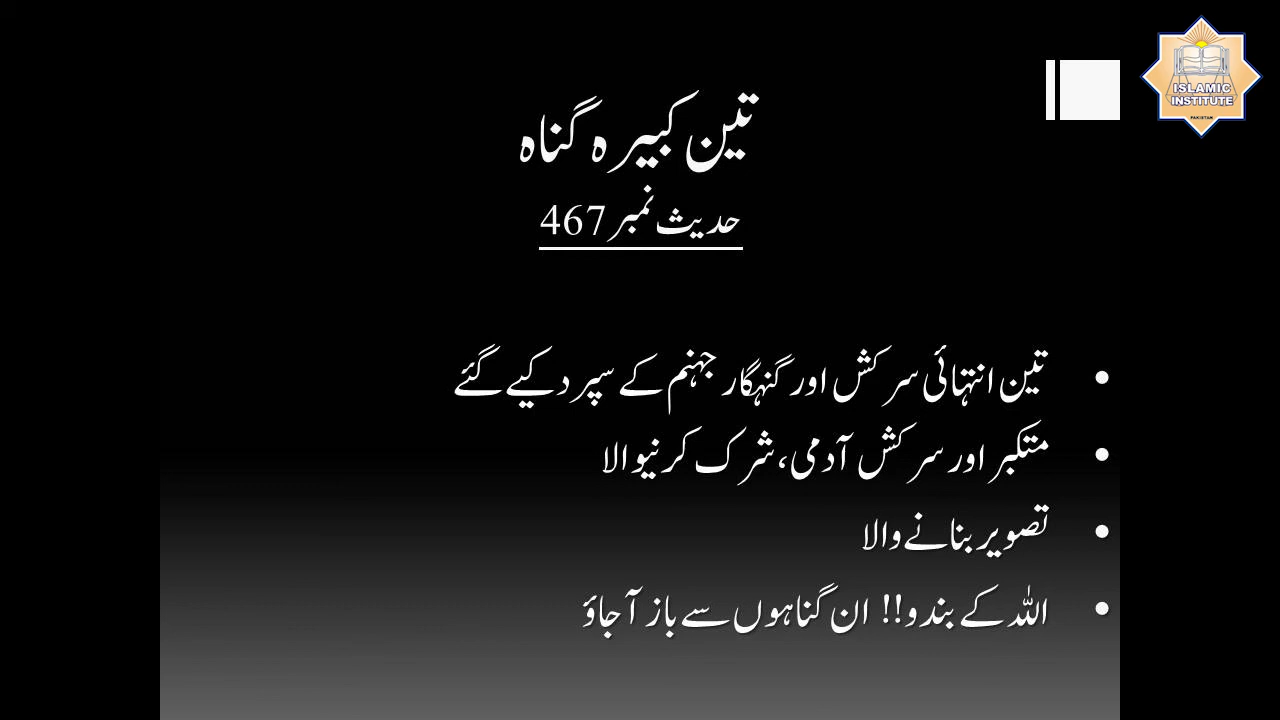 ISLAMIC
INSTITUTE
PAKISTAN
تین کبیرہ گناہ
حدیث نمبر 467
• تین انتہائی سرکش اور گنہگار جہنم کے سپرد کیے گئے
• متکبر اور سرکش آدمی، شرک کرنیوالا
• تصویر بنانے والا
• اللہ کے بندو!! ان گناہوں سے باز آجاؤ